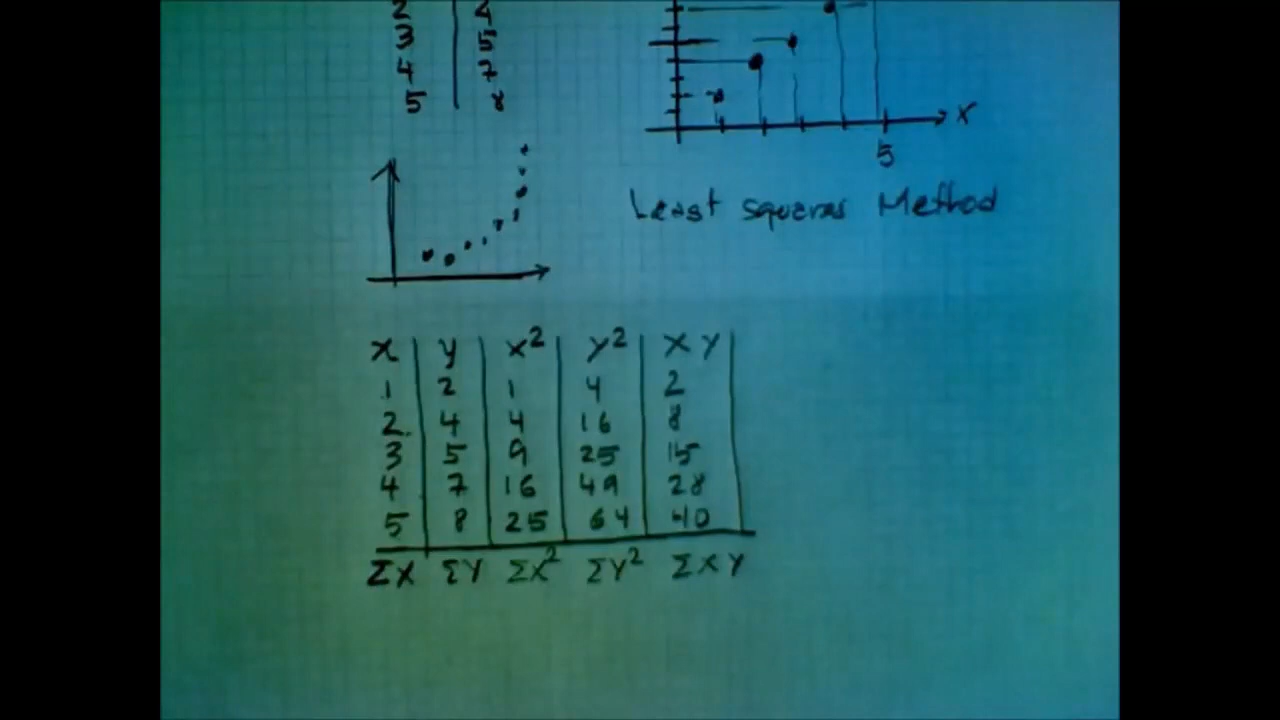 2 4
3 5
4 7
5 8
X
5
Least squeras Method
X Y X² Y² XY
1 2 1 4 2
2 4 4 16 8
3 5 9 25 15
4 7 16 49 28
5 8 25 64 40
ΣX ΣY ΣX² ΣY² ΣXY